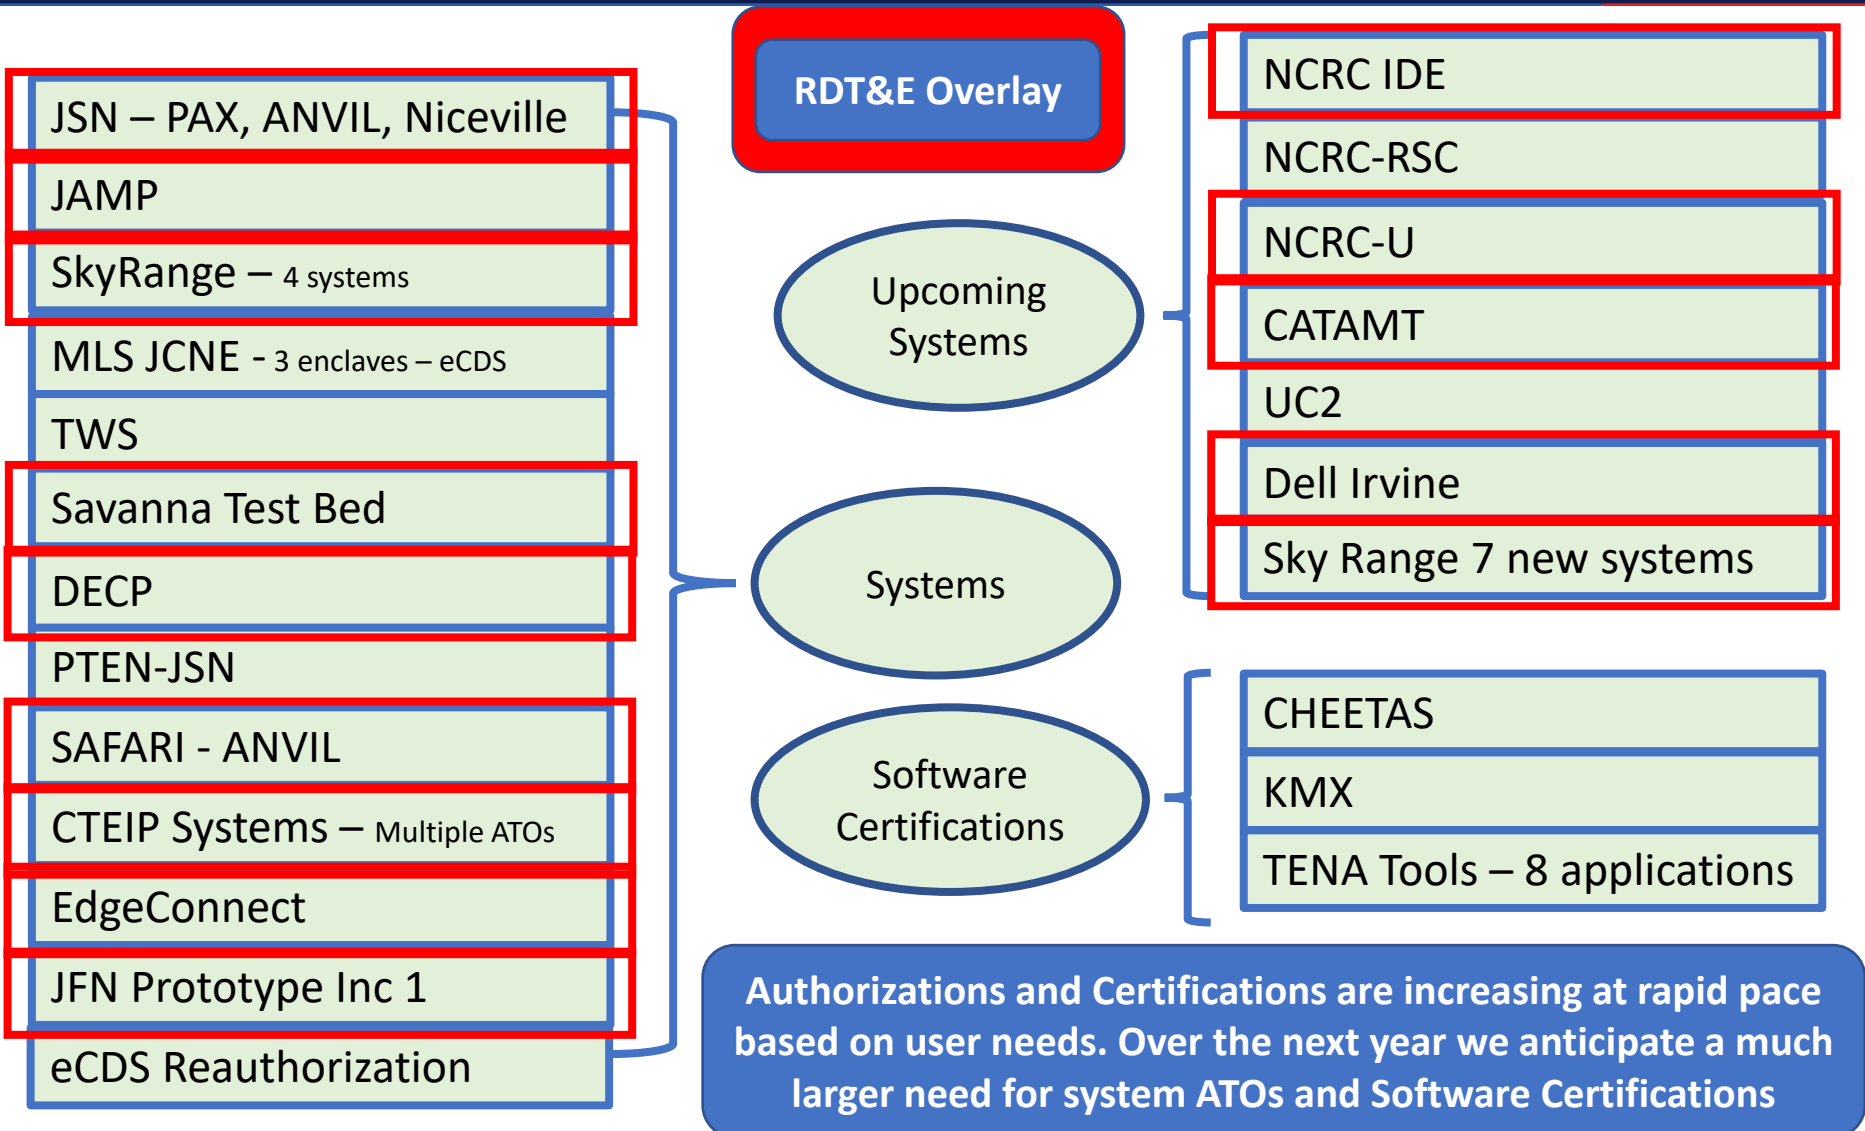 RDT&E Overlay
JSN – PAX, ANVIL, Niceville
JAMP
SkyRange – 4 systems
MLS JCNE - 3 enclaves – eCDS
TWS
Savanna Test Bed
DECP
PTEN-JSN
SAFARI - ANVIL
CTEIP Systems – Multiple ATOs
EdgeConnect
JFN Prototype Inc 1
eCDS Reauthorization
Upcoming
Systems
Systems
Software
Certifications
NCRC IDE
NCRC-RSC
NCRC-U
CATAMT
UC2
Dell Irvine
Sky Range 7 new systems
CHEETAS
KMX
TENA Tools – 8 applications
Authorizations and Certifications are increasing at rapid pace
based on user needs. Over the next year we anticipate a much
larger need for system ATOs and Software Certifications